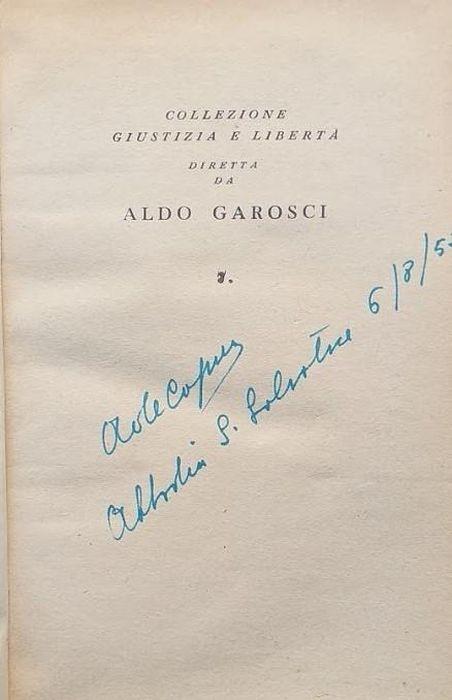 COLLEZIONE
GIUSTIZIA E LIBERTÀ
DIRETTA
DA
ALDO GAROSCI
7.
Abbadia S. Salvatore 6/8/5